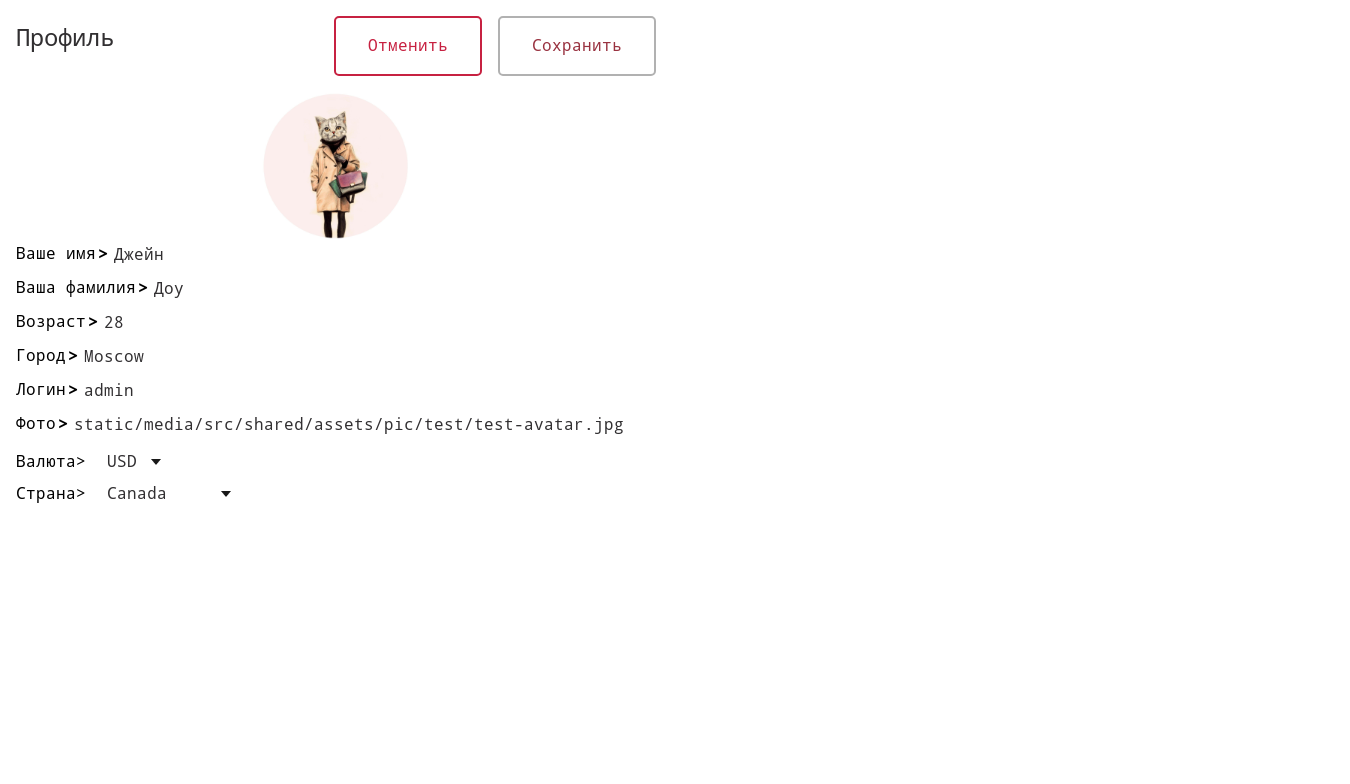 Профиль
Отменить
Сохранить
Ваше имя> Джейн
Ваша фамилия> Доу
Возраст> 28
Город> Moscow
Логин> admin
Фото> static/media/src/shared/assets/pic/test/test-avatar.jpg
Валюта> USD
Страна> Canada